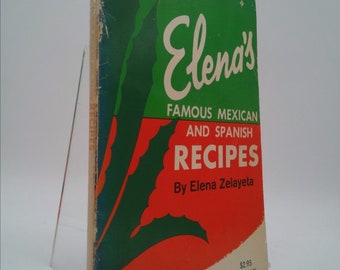 Elena's
FAMOUS MEXICAN
AND SPANISH
RECIPES
By Elena Zelayeta
$2.95